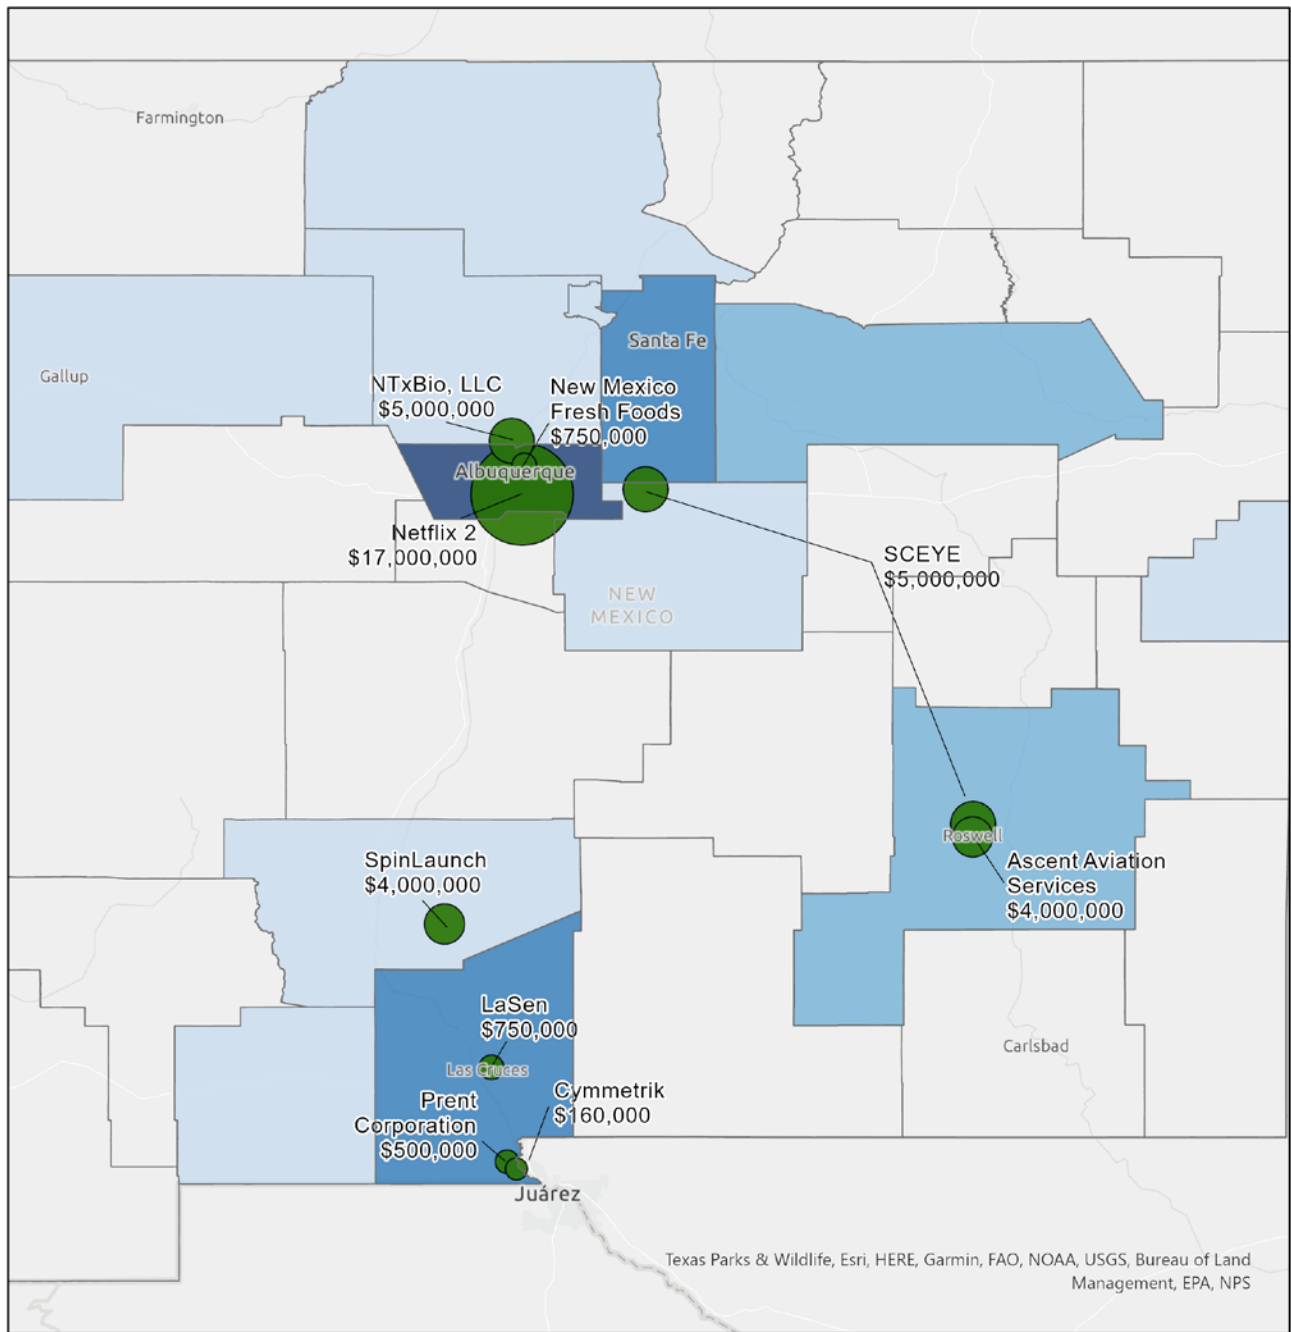 Farmington
Santa Fe
Gallup
NTxBio, LLC
$5,000,000
New Mexico
Fresh Foods
$750,000
Albuquerque
Netflix 2
$17,000,000
SCEYE
$5,000,000
NEW
MEXICO
Roswell
Ascent Aviation
Services
$4,000,000
SpinLaunch
$4,000,000
LaSen
$750,000
Las Cruces
Carlsbad
Prent
Corporation
$500,000
Cymmetrik
$160,000
Juárez
Texas Parks & Wildlife, Esri, HERE, Garmin, FAO, NOAA, USGS, Bureau of Land
Management, EPA, NPS